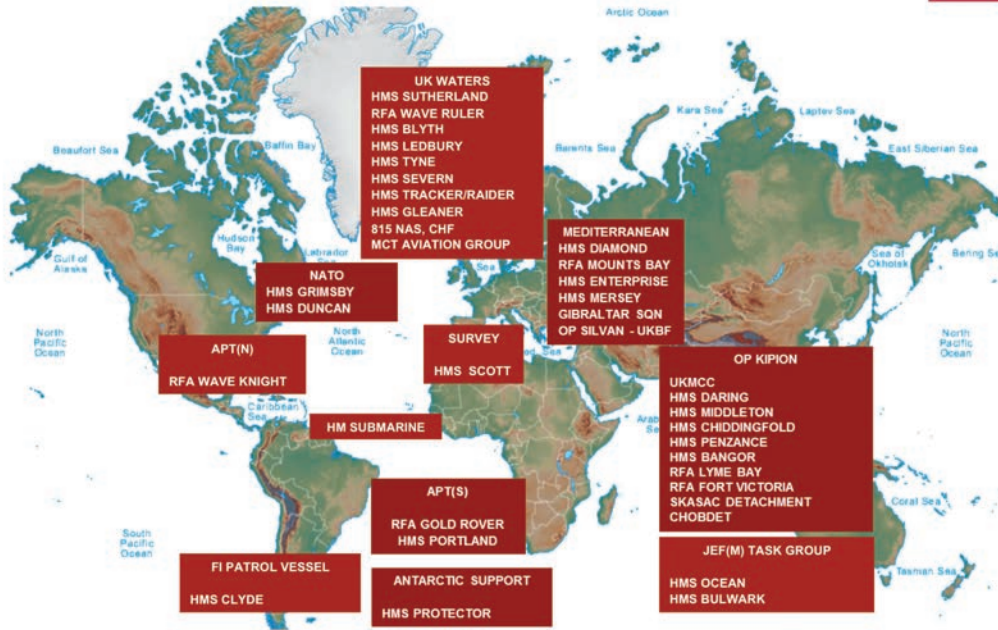 Arctic Ocean
UK WATERS
HMS SUTHERLAND
RFA WAVE RULER
HMS BLYTH
HMS LEDBURY
HMS TYNE
HMS SEVERN
HMS TRACKER/RAIDER
HMS GLEANER
815 NAS, CHF
MCT AVIATION GROUP
Beaufort Sea
Baffin Bay
Barents Sea
Kara Sea
Laptev Sea
East Siberian Sea
Gulf of
Alaska
Hudson
Bay
Labrador
Sea
Sea of
Okhotsk
Bering Sea
MEDITERRANEAN
HMS DIAMOND
RFA MOUNTS BAY
HMS ENTERPRISE
HMS MERSEY
GIBRALTAR SQN
OP SILVAN - UKBF
NATO
HMS GRIMSBY
HMS DUNCAN
North
Pacific
Ocean
North
Atlantic
Ocean
North
Pacific
Ocean
APT(N)
RFA WAVE KNIGHT
SURVEY
HMS SCOTT
Sea
OP KIPION
UKMCC
HMS DARING
HMS MIDDLETON
HMS CHIDDINGFOLD
HMS PENZANCE
HMS BANGOR
RFA LYME BAY
RFA FORT VICTORIA
SKASAC DETACHMENT
CHOBDET
Caribbean
Sea
HM SUBMARINE
APT(S)
RFA GOLD ROVER
HMS PORTLAND
Coral Sea
South
Pacific
Ocean
FI PATROL VESSEL
HMS CLYDE
ANTARCTIC SUPPORT
HMS PROTECTOR
JEF(M) TASK GROUP
HMS OCEAN
HMS BULWARK
Tasman Sea